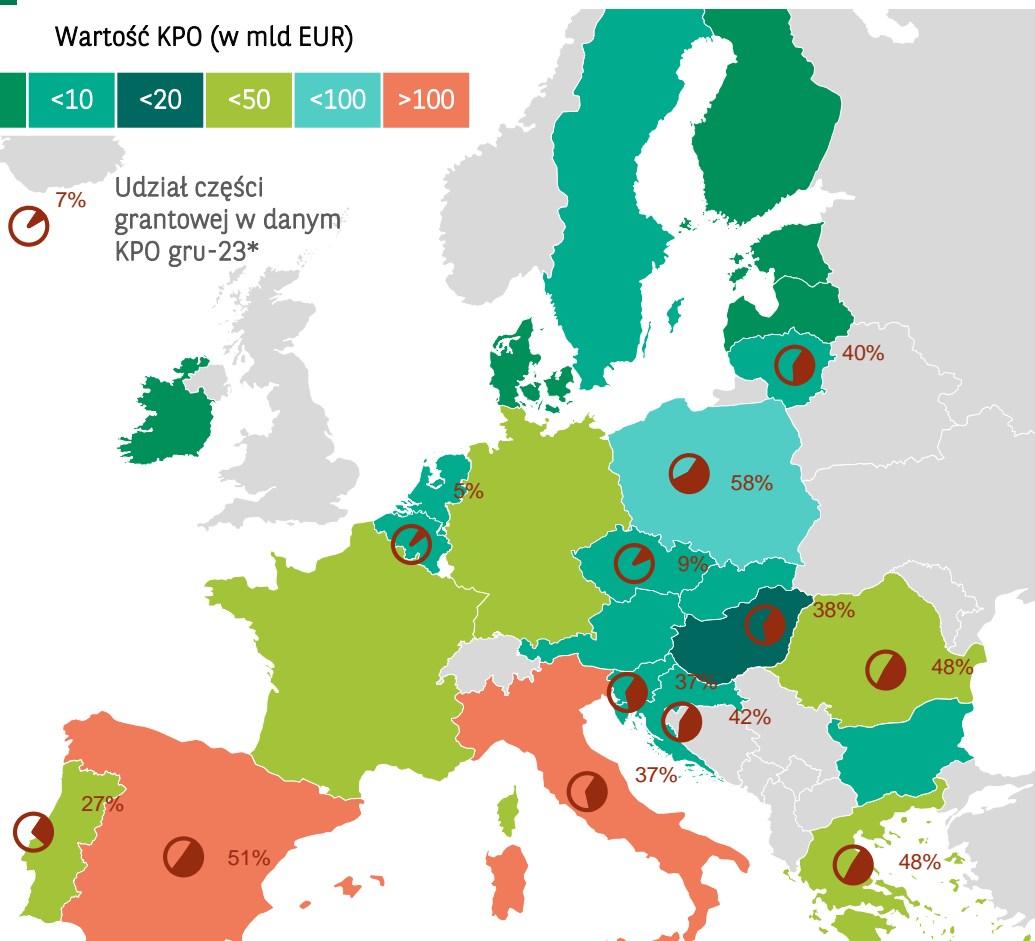 Wartość KPO (w mld EUR)
<10 <20 <50 <100 >100
7%
Udział części
grantowej w danym
KPO gru-23*
40%
58%
5%
9%
38%
48%
37%
42%
37%
27%
51%
48%